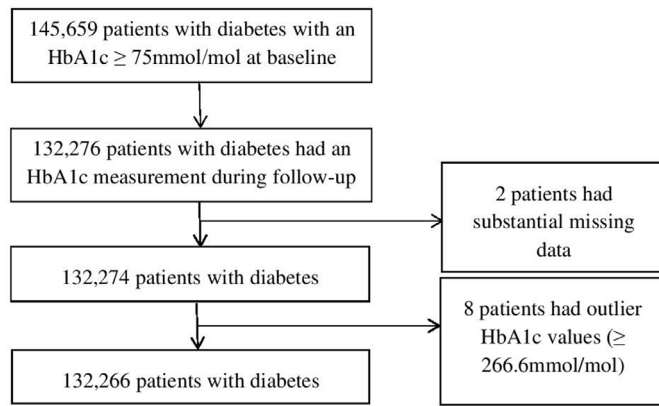 145,659 patients with diabetes with an
HbA1c ≥ 75mmol/mol at baseline
132,276 patients with diabetes had an
HbA1c measurement during follow-up
2 patients had
substantial missing
data
132,274 patients with diabetes
8 patients had outlier
HbA1c values (≥
266.6mmol/mol)
132,266 patients with diabetes